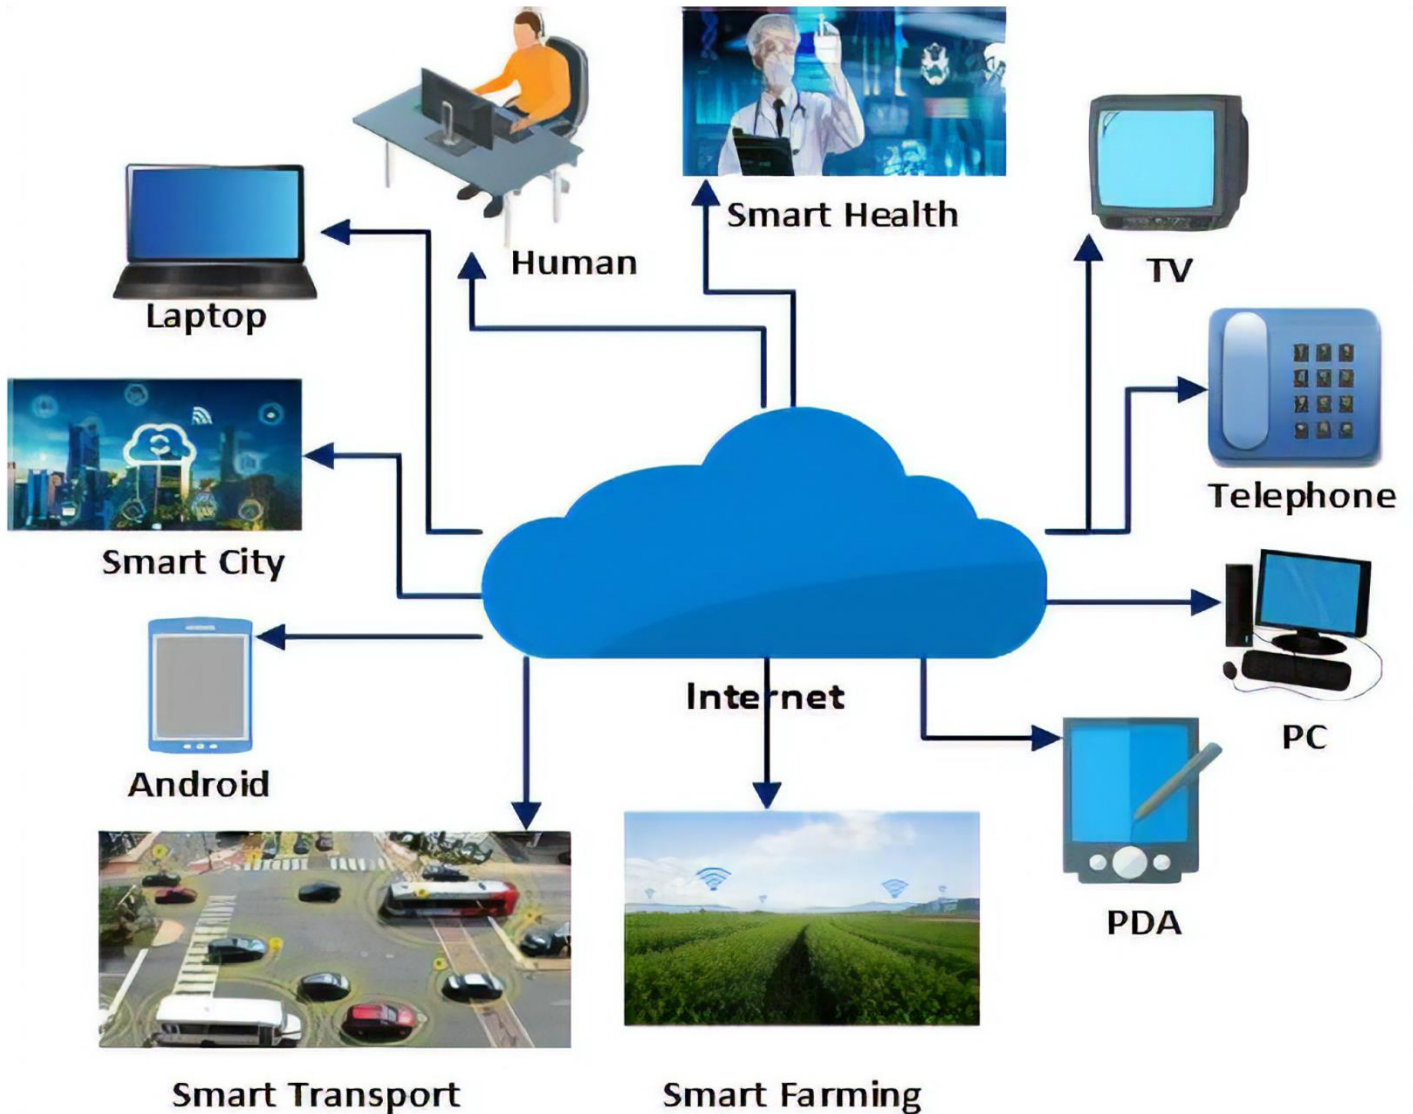 Smart Health
Human
TV
Laptop
Telephone
Smart City
Internet
PC
Android
PDA
Smart Transport
Smart Farming